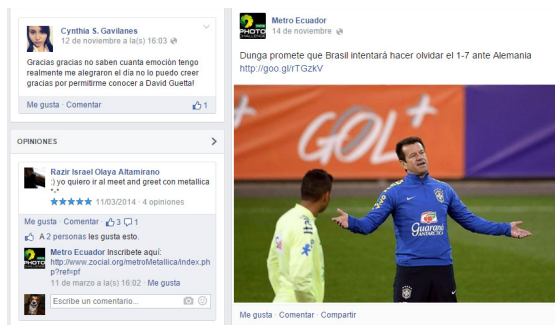 Cynthia S. Gavilanes
12 de noviembre a la(s) 16:03
Gracias gracias no saben cuanta emoción tengo
realmente me alegraron el día no lo puedo creer
gracias por permitirme conocer a David Guetta!
Me gusta · Comentar 1
OPINIONES
Razir Israel Olaya Altamirano
:) yo quiero ir al meet and greet con metallica
*-*
11/03/2014 · 4 opiniones
Me gusta · Comentar · 3 1
A 2 personas les gusta esto.
Metro Ecuador Inscríbete aquí:
http://www.zocial.org/metroMetallica/index.ph
p?ref=pf
11 de marzo a la(s) 16:02 · Me gusta
Escribe un comentario...
PHOTO
Metro Ecuador
14 de noviembre
Dunga promete que Brasil intentará hacer olvidar el 1-7 ante Alemania
http://goo.gl/rTGzkV
GOL
Guaraná
ANTARCTICA
Me gusta · Comentar · Compartir